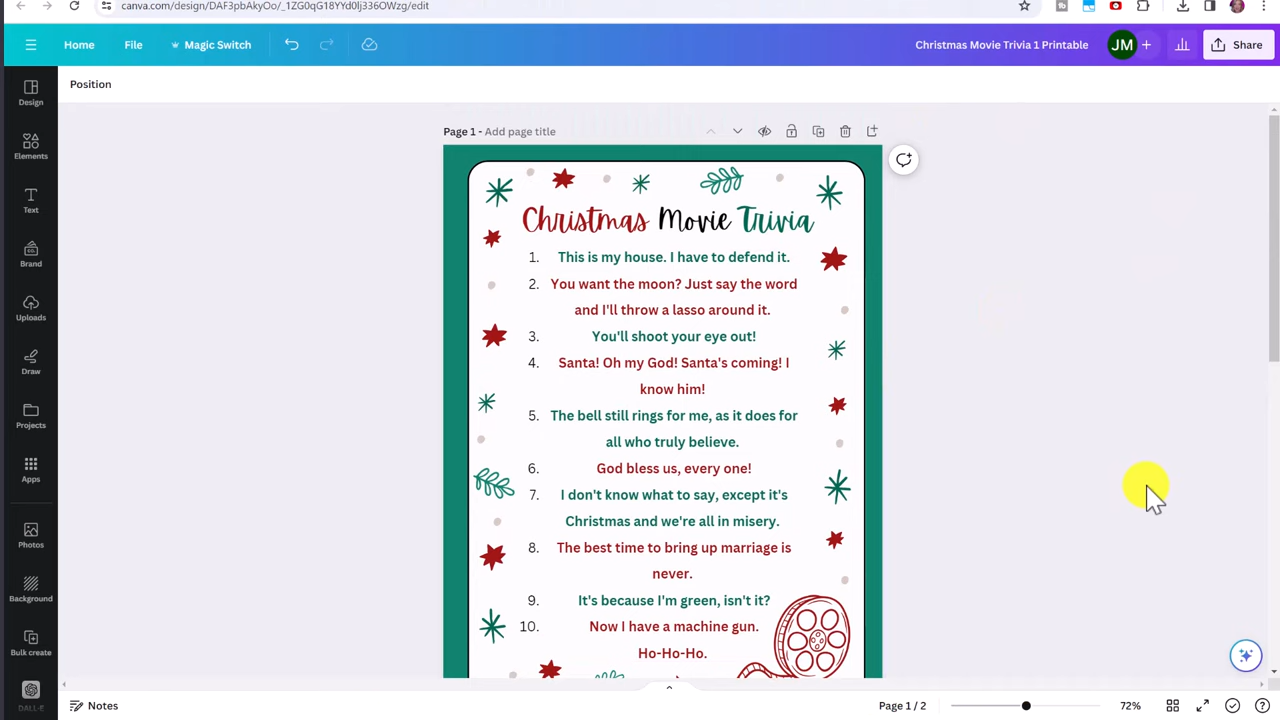 canva.com/design/DAF3pbAkyOo/_1ZG0qG18YYd0lj336OWzg/edit
Home File Magic Switch Christmas Movie Trivia 1 Printable JM + Share
Position
Design
Elements
Text
Brand
Uploads
Draw
Projects
Apps
Photos
Background
Bulk create
DALL-E
Page 1 - Add page title
Christmas Movie Trivia
1. This is my house. I have to defend it.
2. You want the moon? Just say the word
and I'll throw a lasso around it.
3. You'll shoot your eye out!
4. Santa! Oh my God! Santa's coming! I
know him!
5. The bell still rings for me, as it does for
all who truly believe.
6. God bless us, every one!
7. I don't know what to say, except it's
Christmas and we're all in misery.
8. The best time to bring up marriage is
never.
9. It's because I'm green, isn't it?
10. Now I have a machine gun.
Ho-Ho-Ho.
Notes Page 1 / 2 72%